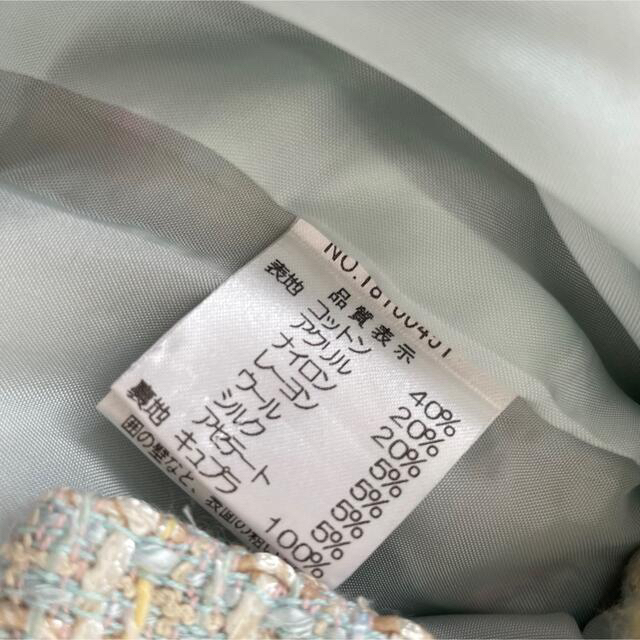 NO.16100451
品質表示
表地 コットン 40%
アクリル 20%
ナイロン 20%
レーヨン 5%
ウール 5%
シルク 5%
アセテート 5%
裏地 キュプラ 100%